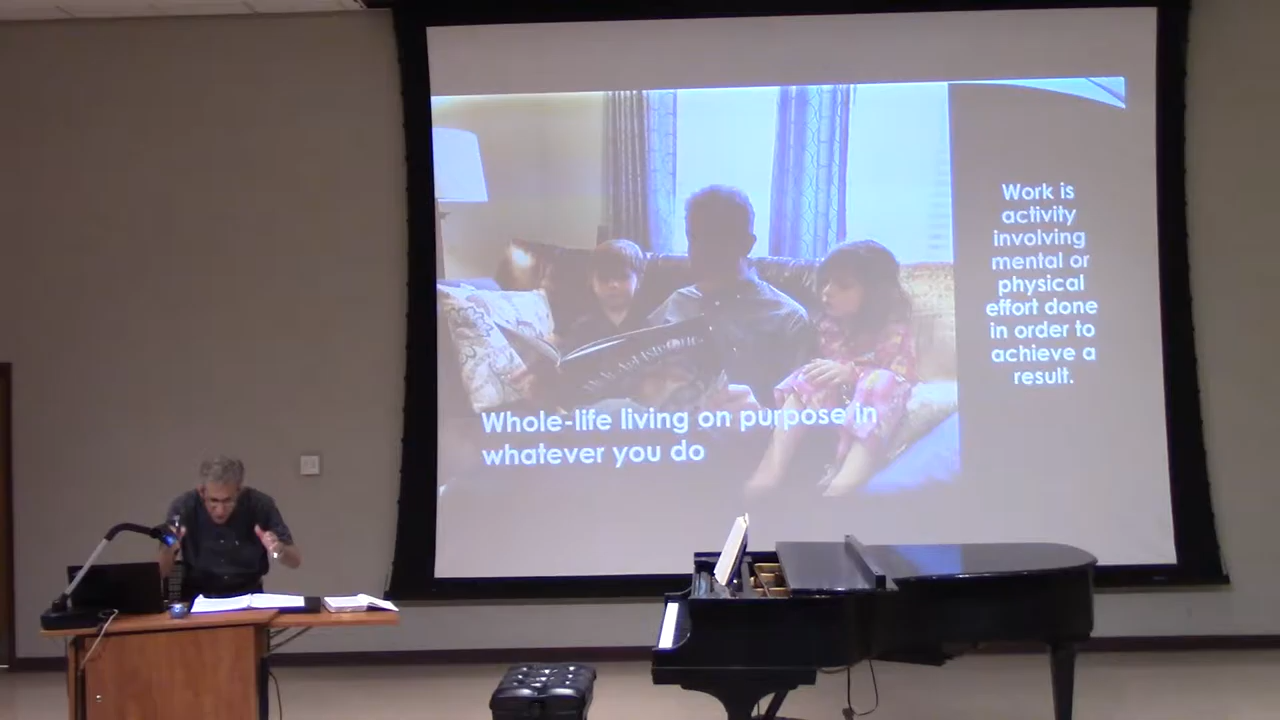 Work is
activity
involving
mental or
physical
effort done
in order to
achieve a
result.
Whole-life living on purpose in
whatever you do